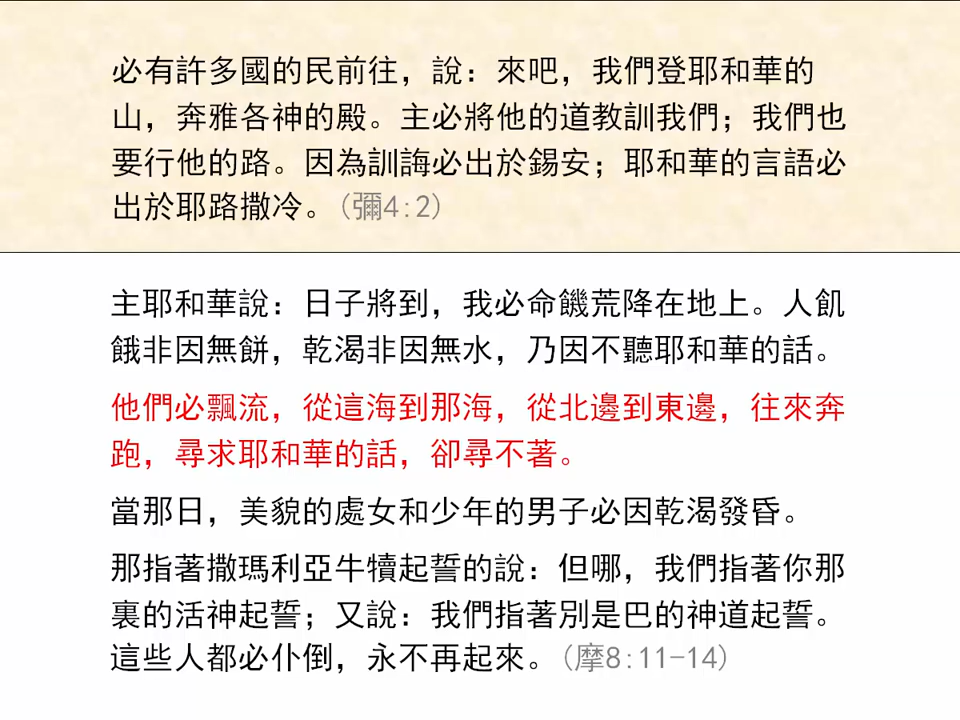 必有許多國的民前往，說：來吧，我們登耶和華的
山，奔雅各神的殿。主必將他的道教訓我們；我們也
要行他的路。因為訓誨必出於錫安；耶和華的言語必
出於耶路撒冷。(彌4:2)
主耶和華說：日子將到，我必命饑荒降在地上。人飢
餓非因無餅，乾渴非因無水，乃因不聽耶和華的話。
他們必飄流，從這海到那海，從北邊到東邊，往來奔
跑，尋求耶和華的話，卻尋不著。
當那日，美貌的處女和少年的男子必因乾渴發昏。
那指著撒瑪利亞牛犢起誓的說：但哪，我們指著你那
裏的活神起誓；又說：我們指著別是巴的神道起誓。
這些人都必仆倒，永不再起來。(摩8:11-14)